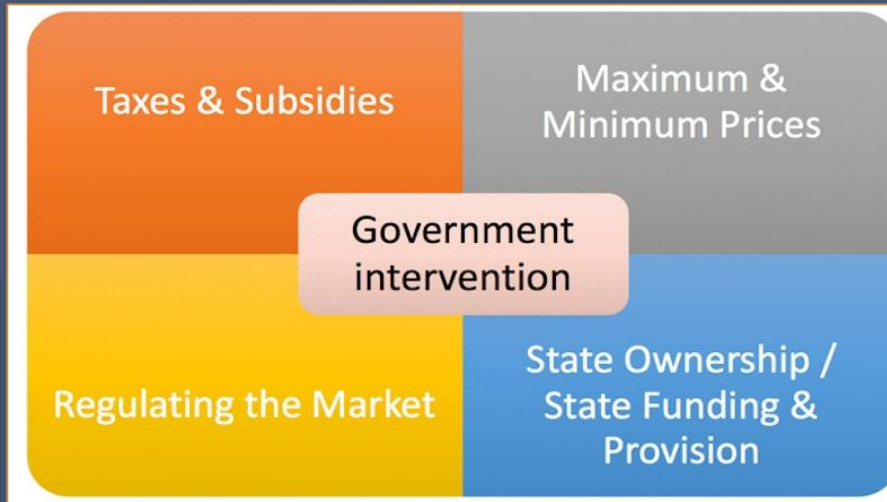 Taxes & Subsidies
Maximum &
Minimum Prices
Government
intervention
Regulating the Market
State Ownership /
State Funding &
Provision